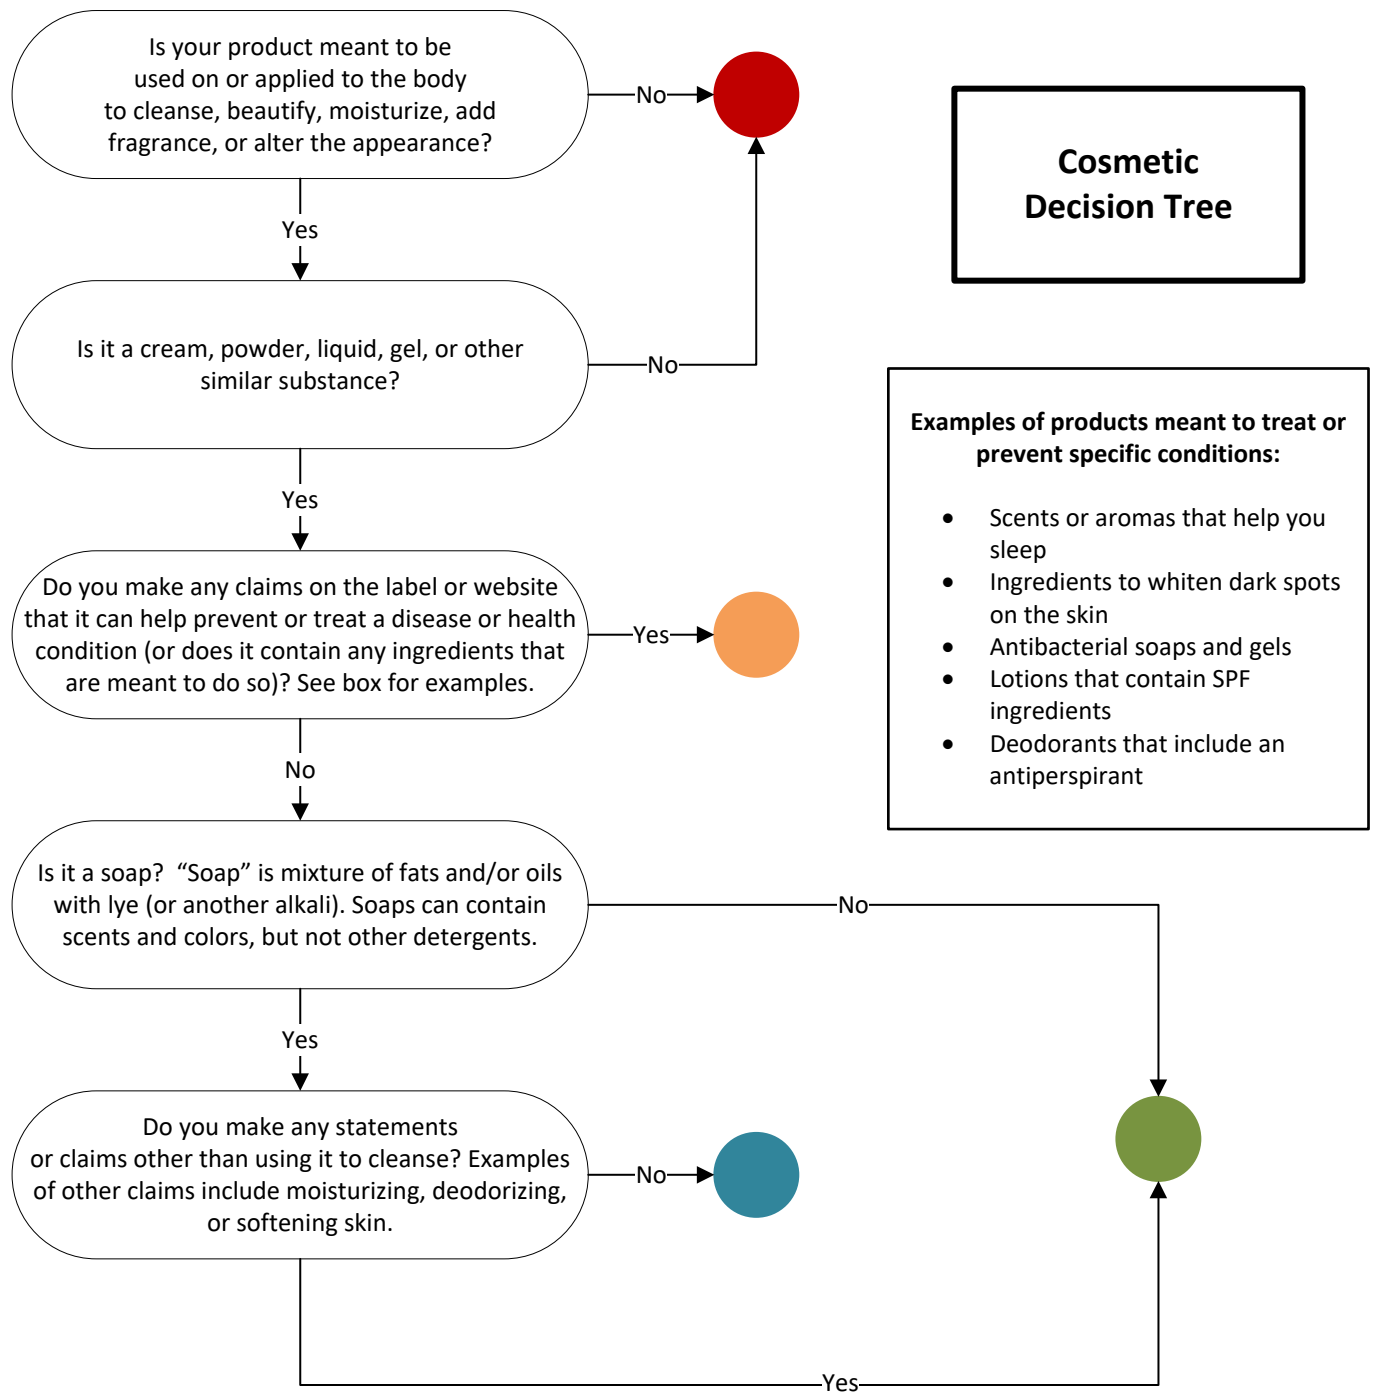 Is your product meant to be
used on or applied to the body
to cleanse, beautify, moisturize, add
fragrance, or alter the appearance?
No
Cosmetic
Decision Tree
Yes
Is it a cream, powder, liquid, gel, or other
similar substance?
No
Examples of products meant to treat or
prevent specific conditions:
• Scents or aromas that help you
sleep
• Ingredients to whiten dark spots
on the skin
• Antibacterial soaps and gels
• Lotions that contain SPF
ingredients
• Deodorants that include an
antiperspirant
Yes
Do you make any claims on the label or website
that it can help prevent or treat a disease or health
condition (or does it contain any ingredients that
are meant to do so)? See box for examples.
Yes
No
Is it a soap?  “Soap” is mixture of fats and/or oils
with lye (or another alkali). Soaps can contain
scents and colors, but not other detergents.
No
Yes
Do you make any statements
or claims other than using it to cleanse? Examples
of other claims include moisturizing, deodorizing,
or softening skin.
No
Yes